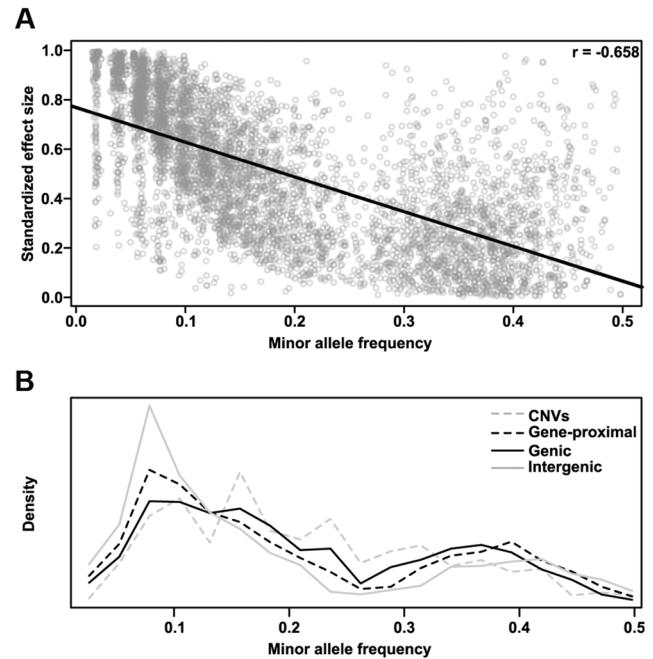 A
r = -0.658
Standardized effect size
1.0
0.8
0.6
0.4
0.2
0.0
0.0 0.1 0.2 0.3 0.4 0.5
Minor allele frequency
B
CNVs
Gene-proximal
Genic
Intergenic
Density
0.1 0.2 0.3 0.4 0.5
Minor allele frequency